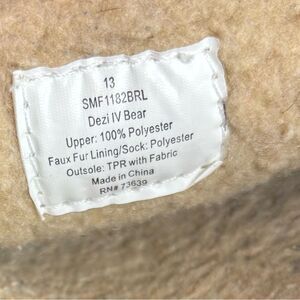 13
SMF1182BRL
Dezi IV Bear
Upper: 100% Polyester
Faux Fur Lining/Sock: Polyester
Outsole: TPR with Fabric
Made in China
RN# 73639